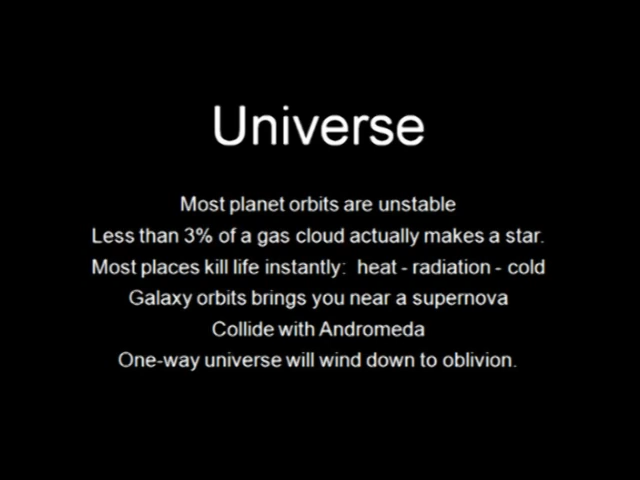 Universe
Most planet orbits are unstable
Less than 3% of a gas cloud actually makes a star.
Most places kill life instantly:  heat - radiation - cold
Galaxy orbits brings you near a supernova
Collide with Andromeda
One-way universe will wind down to oblivion.